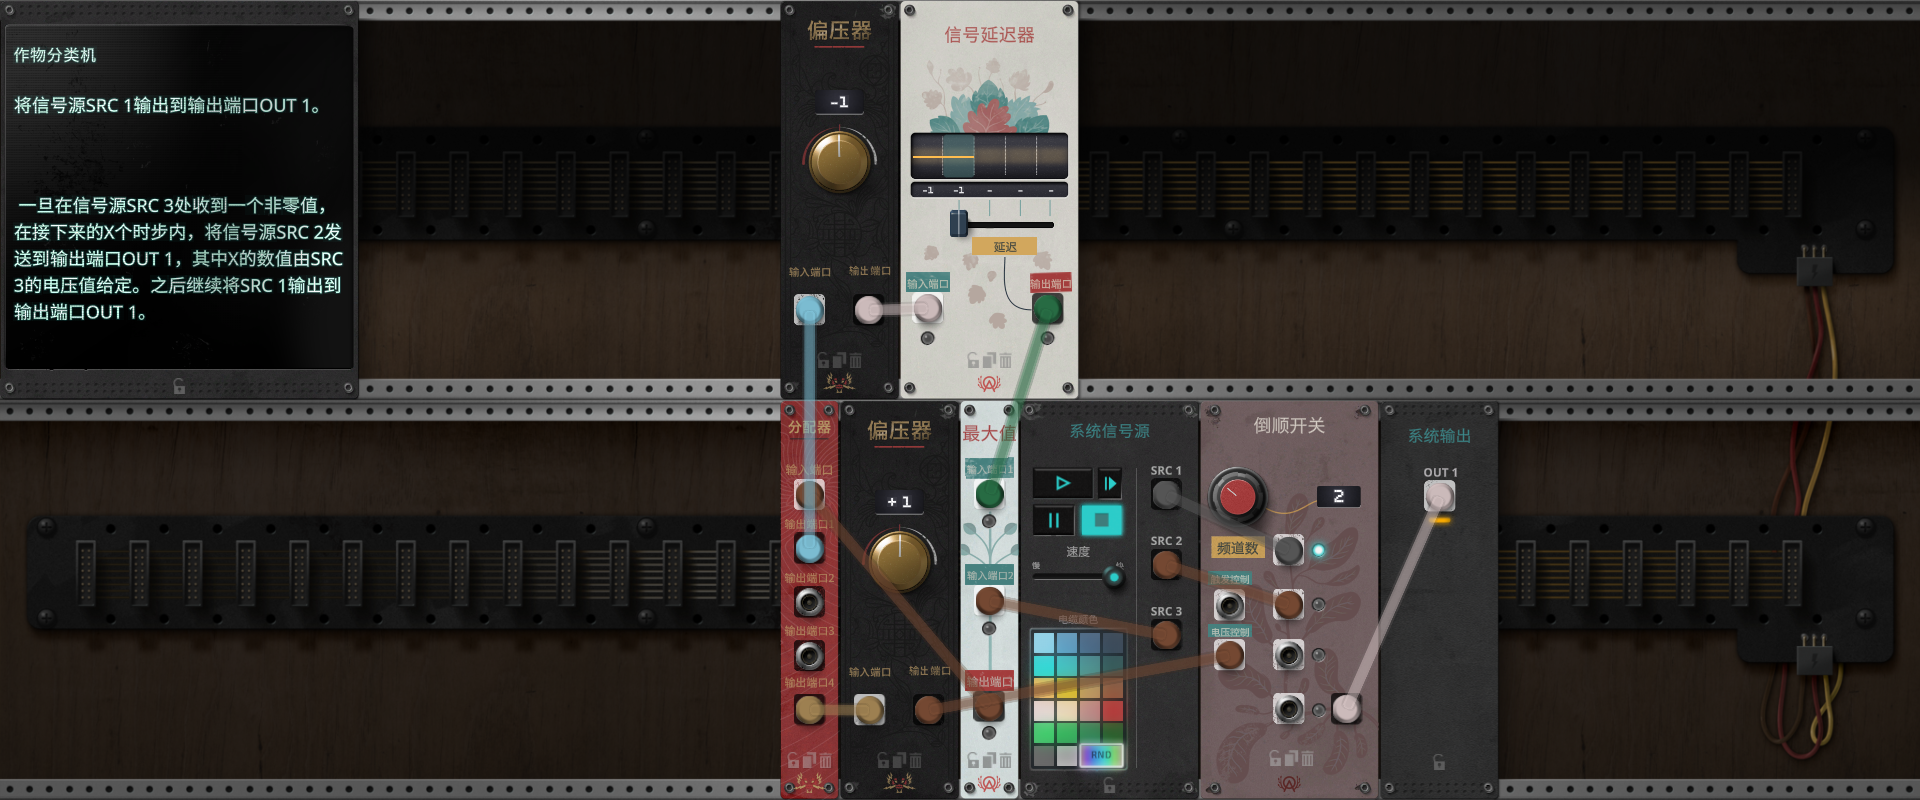 作物分类机
将信号源SRC 1输出到输出端口OUT 1。
一旦在信号源SRC 3处收到一个非零值，
在接下来的X个时步内，将信号源SRC 2发
送到输出端口OUT 1，其中X的数值由SRC
3的电压值给定。之后继续将SRC 1输出到
输出端口OUT 1。
偏压器
-1
输入端口
输出端口
信号延迟器
-1 -1 - - -
延迟
输入端口
输出端口
分配器
输入端口
输出端口1
输出端口2
输出端口3
输出端口4
偏压器
+1
输入端口
输出端口
最大值
输入端口1
输入端口2
输出端口
系统信号源
SRC 1
SRC 2
速度
慢
SRC 3
电缆颜色
RND
倒顺开关
2
频道数
触发控制
电压控制
系统输出
OUT 1